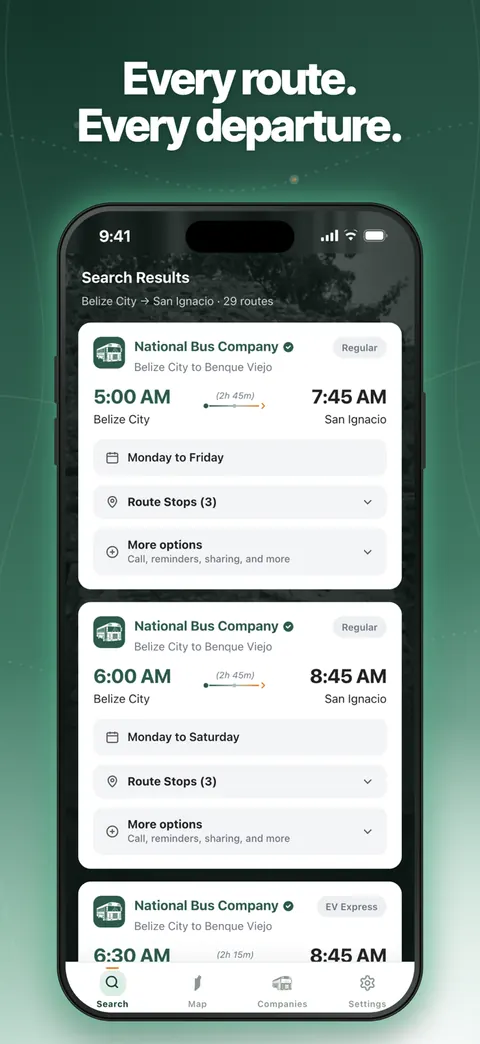 Every route.
Every departure.
9:41
Search Results
Belize City → San Ignacio · 29 routes
National Bus Company
Regular
Belize City to Benque Viejo
5:00 AM
(2h 45m)
7:45 AM
Belize City
San Ignacio
Monday to Friday
Route Stops (3)
More options
Call, reminders, sharing, and more
National Bus Company
Regular
Belize City to Benque Viejo
6:00 AM
(2h 45m)
8:45 AM
Belize City
San Ignacio
Monday to Saturday
Route Stops (3)
More options
Call, reminders, sharing, and more
National Bus Company
EV Express
Belize City to Benque Viejo
6:30 AM
(2h 15m)
8:45 AM
Search
Map
Companies
Settings